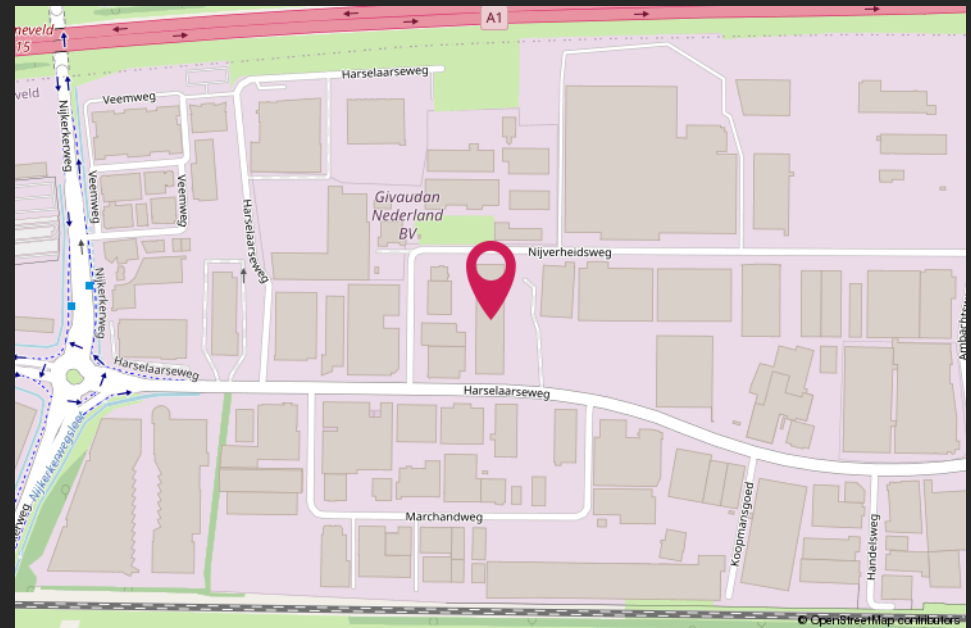 A1
neveld
15
Harselaarseweg
veld
Veemweg
Nijkerkerweg
Veemweg
Veemweg
Givaudan
Nederland
BV
Harselaarseweg
Nijverheidsweg
Nijkerkerweg
Harselaarseweg
Harselaarseweg
Nijkerkerwegsloot
Marchandweg
Koopmansgoed
Handelsweg
erweg
© OpenStreetMap contributors